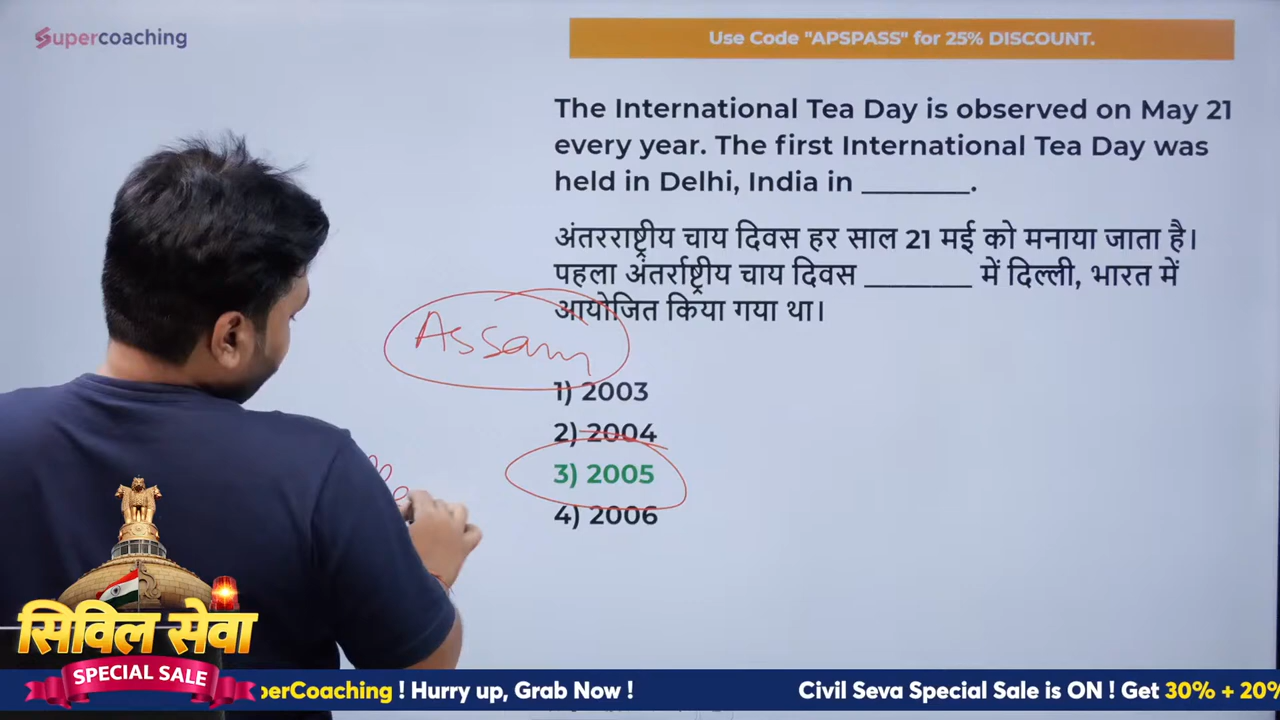 Supercoaching
Use Code "APSPASS" for 25% DISCOUNT.
The International Tea Day is observed on May 21
every year. The first International Tea Day was
held in Delhi, India in ________.
अंतरराष्ट्रीय चाय दिवस हर साल 21 मई को मनाया जाता है।
पहला अंतर्राष्ट्रीय चाय दिवस ________ में दिल्ली, भारत में
आयोजित किया गया था।
Assam
1) 2003
2) 2004
3) 2005
4) 2006
सिविल सेवा
SPECIAL SALE
perCoaching ! Hurry up, Grab Now !
Civil Seva Special Sale is ON ! Get 30% + 20%